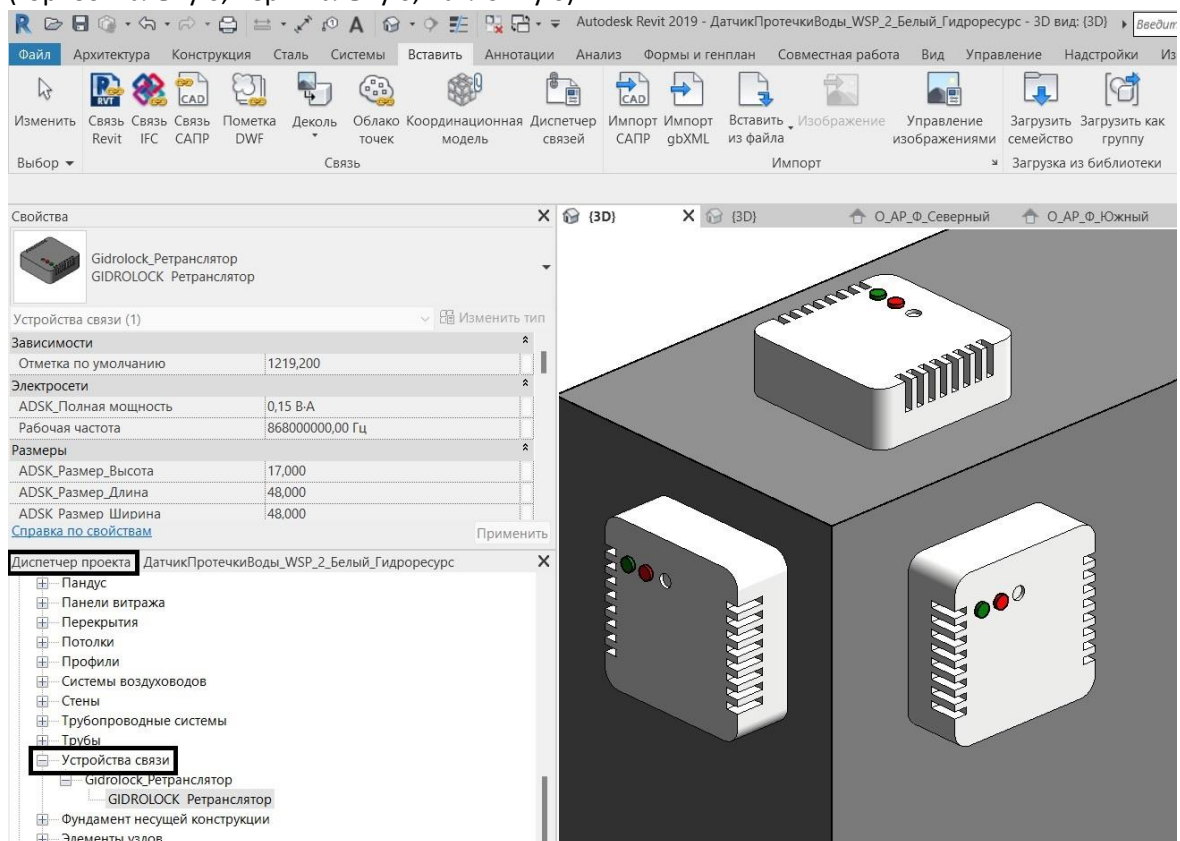 (горизонтальную, вертикальную, наклонную)
Autodesk Revit 2019 - ДатчикПротечкиВоды_WSP_2_Белый_Гидроресурс - 3D вид: {3D}
Файл Архитектура Конструкция Сталь Системы Вставить Аннотации Анализ Формы и генплан Совместная работа Вид Управление Надстройки Из
Изменить Связь Revit Связь IFC Связь САПР Пометка DWF Деколь Облако точек Координационная модель Диспетчер связей Импорт САПР Импорт gbXML Вставить из файла Изображение Управление изображениями Загрузить семейство Загрузить как группу
Выбор Связь Импорт Загрузка из библиотеки
Свойства
{3D} {3D} О_АР_Ф_Северный О_АР_Ф_Южный
Gidrolock_Ретранслятор
GIDROLOCK Ретранслятор
Устройства связи (1) Изменить тип
Зависимости
Отметка по умолчанию 1219,200
Электросети
ADSK_Полная мощность 0,15 В·А
Рабочая частота 868000000,00 Гц
Размеры
ADSK_Размер_Высота 17,000
ADSK_Размер_Длина 48,000
ADSK_Размер_Ширина 48,000
Справка по свойствам Применить
Диспетчер проекта ДатчикПротечкиВоды_WSP_2_Белый_Гидроресурс
Пандус
Панели витража
Перекрытия
Потолки
Профили
Системы воздуховодов
Стены
Трубопроводные системы
Трубы
Устройства связи
Gidrolock_Ретранслятор
GIDROLOCK Ретранслятор
Фундамент несущей конструкции
Элементы узлов